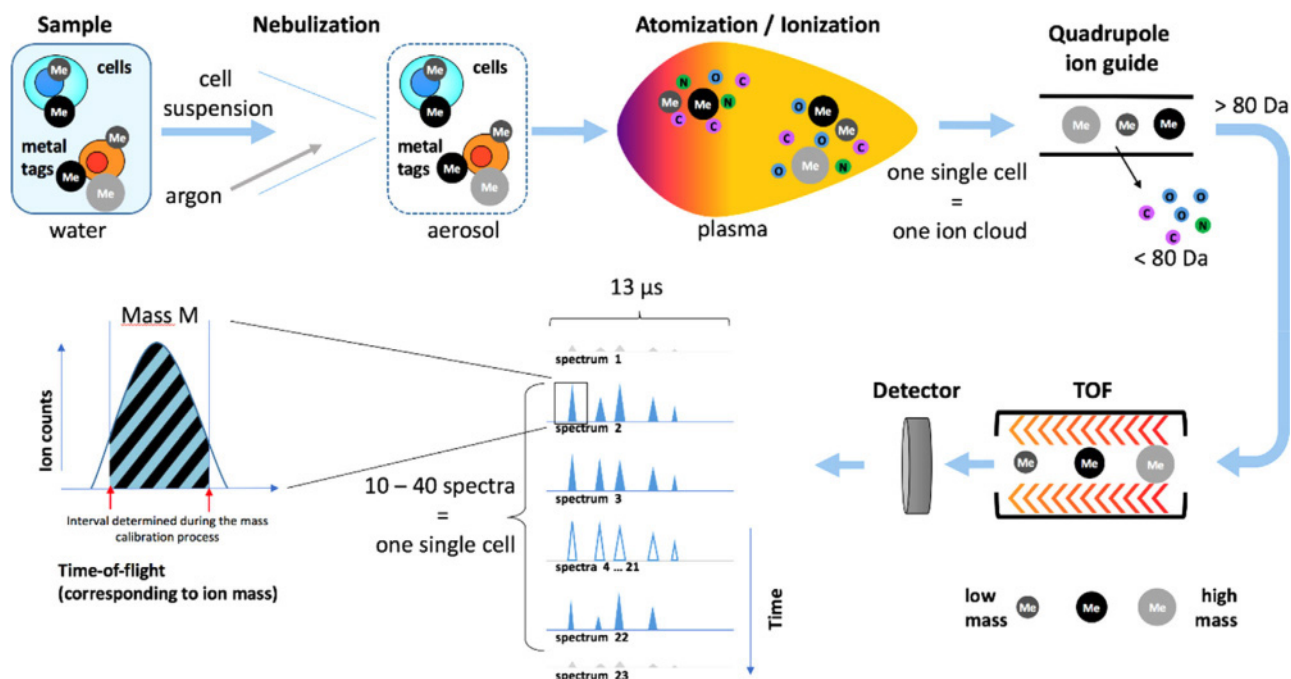 Sample
Nebulization
Atomization / Ionization
Quadrupole
ion guide
Me
cells
Me
metal
tags
Me
Me
Me
water
cell
suspension
argon
Me
cells
Me
metal
tags
Me
Me
Me
aerosol
N
O
C
Me
Me
N
C
C
O
Me
Me
C
O
C
Me
O
N
plasma
one single cell
=
one ion cloud
Me
Me
Me
> 80 Da
O
O
C
O
N
C
< 80 Da
Mass M
Ion counts
Interval determined during the mass
calibration process
Time-of-flight
(corresponding to ion mass)
13 µs
spectrum 1
spectrum 2
spectrum 3
spectra 4 ... 21
spectrum 22
spectrum 23
10 – 40 spectra
=
one single cell
Time
Detector
TOF
Me
Me
Me
low
mass
Me
Me
Me
high
mass